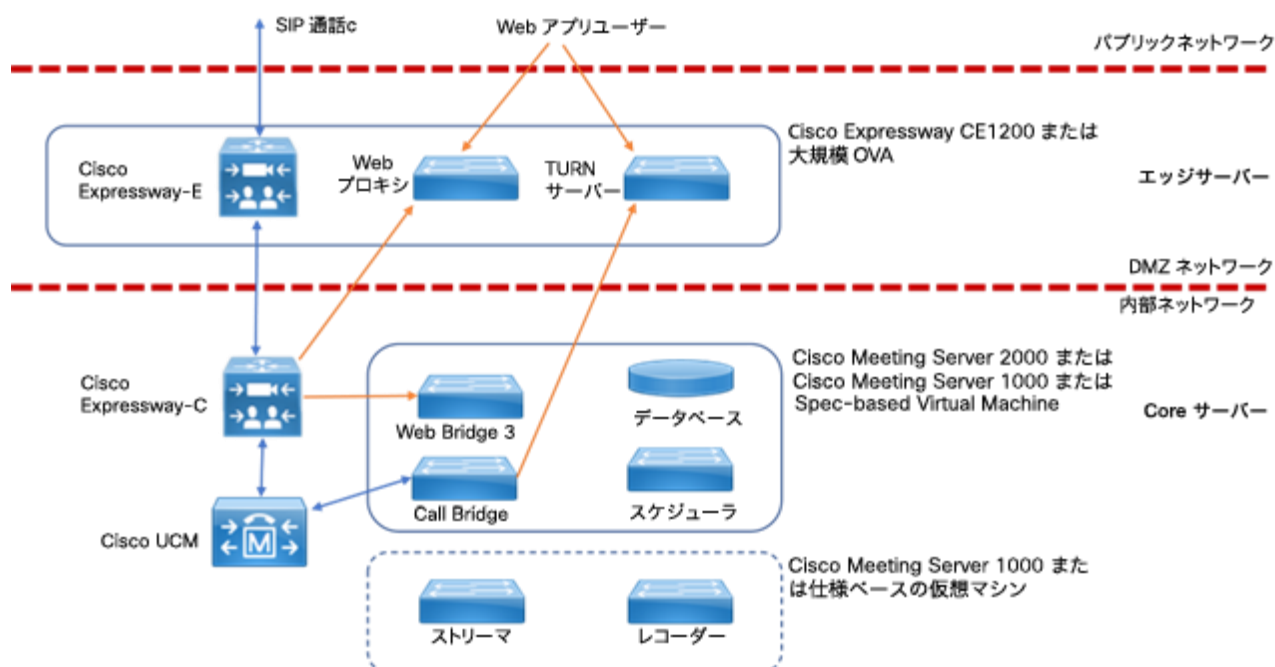 SIP 通話c
Web アプリユーザー
パブリックネットワーク
Cisco Expressway CE1200 または
大規模 OVA
Cisco
Expressway-E
Web
プロキシ
TURN
サーバー
エッジサーバー
DMZ ネットワーク
内部ネットワーク
Cisco
Expressway-C
Web Bridge 3
データベース
Cisco Meeting Server 2000 または
Cisco Meeting Server 1000 または
Spec-based Virtual Machine
Core サーバー
Call Bridge
スケジューラ
Cisco UCM
M
Cisco Meeting Server 1000 また
は仕様ベースの仮想マシン
ストリーマ
レコーダー